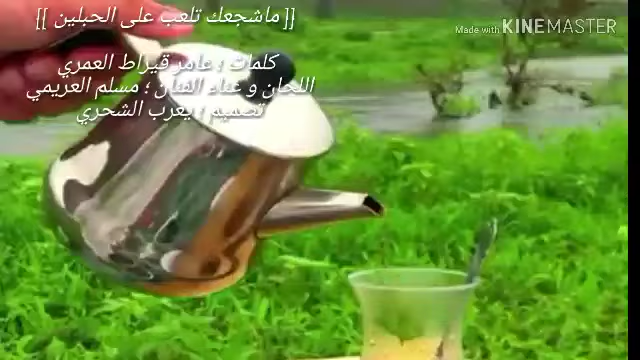 [[ ماشجعك تلعب على الحبلين ]]
Made with KINEMASTER
كلمات ؛ عامر قيراط العمري
اللحان و غناء الفنان ؛ مسلم العريمي
تصميم ؛ يعرب الشحري